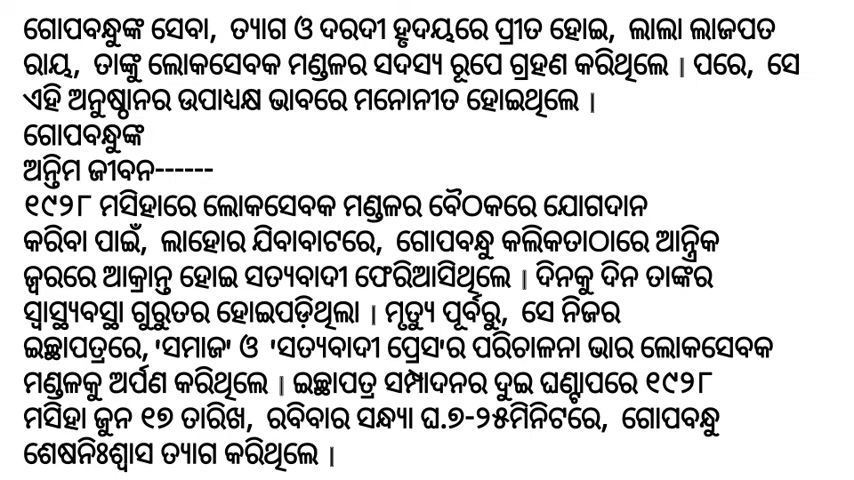 ଗୋପବନ୍ଧୁଙ୍କ ସେବା, ତ୍ୟାଗ ଓ ଦରଦୀ ହୃଦୟରେ ପ୍ରୀତ ହୋଇ, ଲାଲା ଲାଜପତ
ରାୟ, ତାଙ୍କୁ ଲୋକସେବକ ମଣ୍ଡଳର ସଦସ୍ୟ ରୂପେ ଗ୍ରହଣ କରିଥିଲେ | ପରେ, ସେ
ଏହି ଅନୁଷ୍ଠାନର ଉପାଧ୍ୟକ୍ଷ ଭାବରେ ମନୋନୀତ ହୋଇଥିଲେ |
ଗୋପବନ୍ଧୁଙ୍କ
ଅନ୍ତିମ ଜୀବନ------
୧୯୨୮ ମସିହାରେ ଲୋକସେବକ ମଣ୍ଡଳର ବୈଠକରେ ଯୋଗଦାନ
କରିବା ପାଇଁ, ଲାହୋର ଯିବାବାଟରେ, ଗୋପବନ୍ଧୁ କଲିକତାଠାରେ ଆନ୍ତ୍ରିକ
ଜ୍ୱରରେ ଆକ୍ରାନ୍ତ ହୋଇ ସତ୍ୟବାଦୀ ଫେରିଆସିଥିଲେ | ଦିନକୁ ଦିନ ତାଙ୍କର
ସ୍ୱାସ୍ଥ୍ୟବସ୍ଥା ଗୁରୁତର ହୋଇପଡ଼ିଥିଲା | ମୃତ୍ୟୁ ପୂର୍ବରୁ, ସେ ନିଜର
ଇଚ୍ଛାପତ୍ରରେ, 'ସମାଜ' ଓ 'ସତ୍ୟବାଦୀ ପ୍ରେସ'ର ପରିଚାଳନା ଭାର ଲୋକସେବକ
ମଣ୍ଡଳକୁ ଅର୍ପଣ କରିଥିଲେ | ଇଚ୍ଛାପତ୍ର ସମ୍ପାଦନର ଦୁଇ ଘଣ୍ଟାପରେ ୧୯୨୮
ମସିହା ଜୁନ ୧୭ ତାରିଖ, ରବିବାର ସନ୍ଧ୍ୟା ଘ.୭-୨୫ମିନିଟରେ, ଗୋପବନ୍ଧୁ
ଶେଷନିଃଶ୍ୱାସ ତ୍ୟାଗ କରିଥିଲେ |